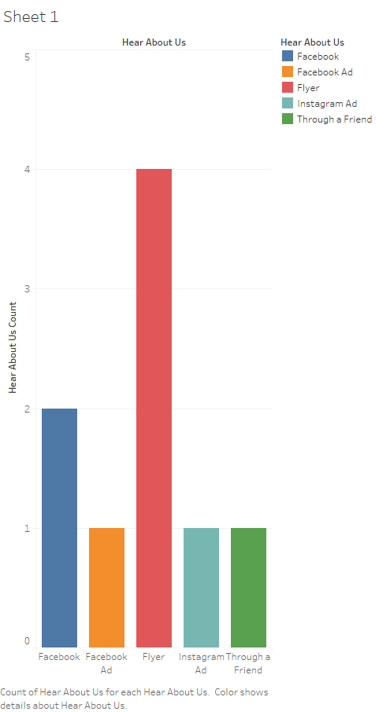 Sheet 1
Hear About Us
Hear About Us
Facebook
Facebook Ad
Flyer
Instagram Ad
Through a Friend
5
4
3
2
1
0
Hear About Us Count
Facebook
Facebook Ad
Flyer
Instagram Ad
Through a Friend
Count of Hear About Us for each Hear About Us. Color shows
details about Hear About Us.